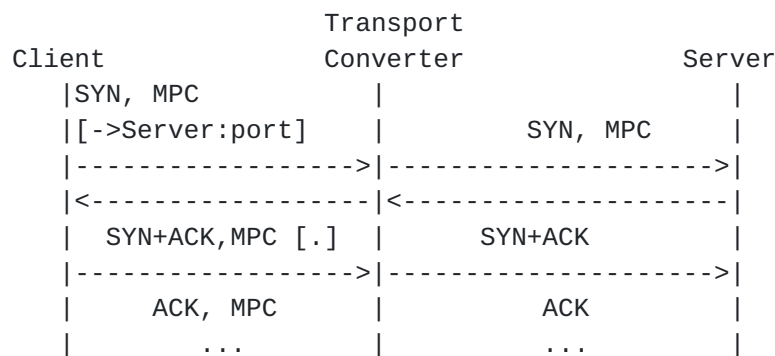 Transport
Client              Converter              Server
   |SYN, MPC           |                      |
   |[->Server:port]    |         SYN, MPC     |
   |------------------>|--------------------->|
   |<------------------|<---------------------|
   |  SYN+ACK,MPC [.]  |      SYN+ACK         |
   |------------------>|--------------------->|
   |     ACK, MPC      |          ACK         |
   |        ...        |          ...         |